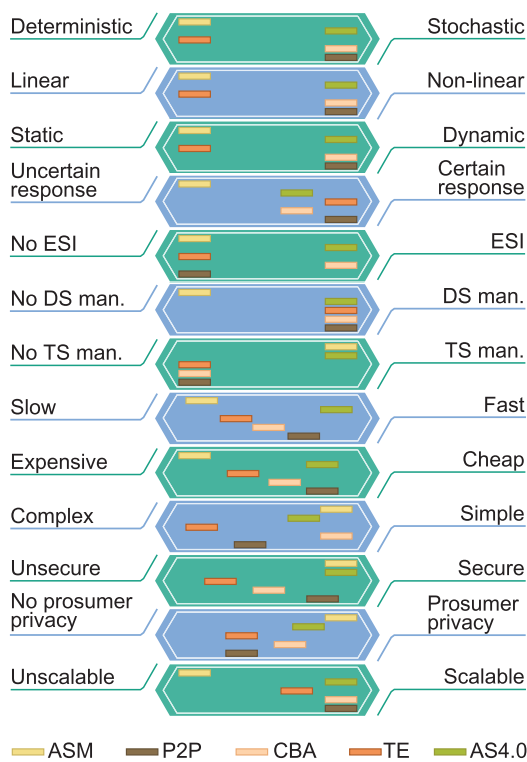 Deterministic
Stochastic
Linear
Non-linear
Static
Dynamic
Uncertain
response
Certain
response
No ESI
ESI
No DS man.
DS man.
No TS man.
TS man.
Slow
Fast
Expensive
Cheap
Complex
Simple
Unsecure
Secure
No prosumer
privacy
Prosumer
privacy
Unscalable
Scalable
ASM P2P CBA TE AS4.0